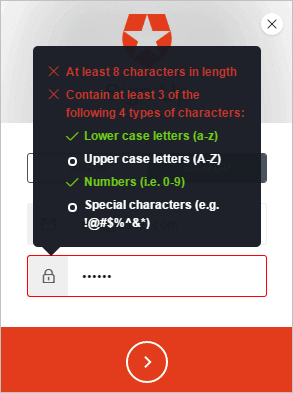 At least 8 characters in length
Contain at least 3 of the
following 4 types of characters:
Lower case letters (a-z)
Upper case letters (A-Z)
Numbers (i.e. 0-9)
Special characters (e.g.
!@#$%^&*)
••••••